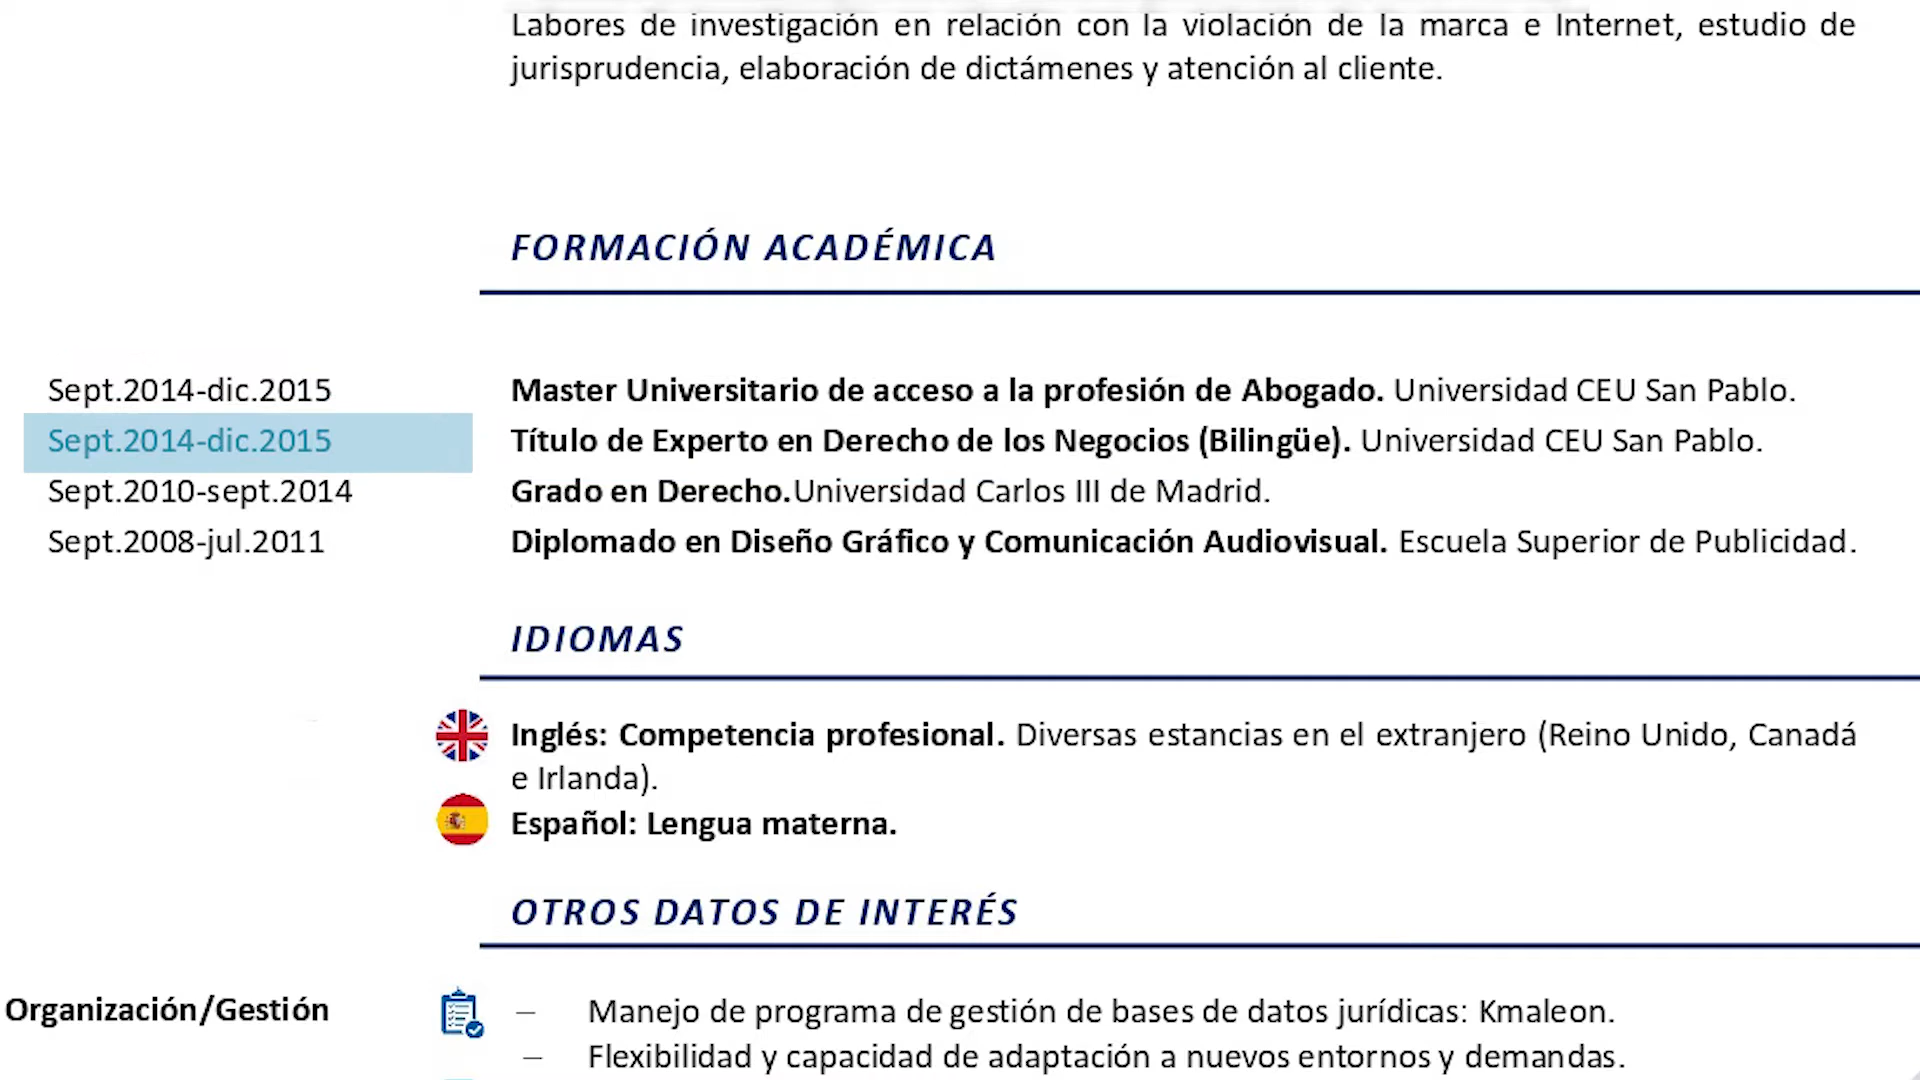 Labores de investigación en relación con la violación de la marca e Internet, estudio de
jurisprudencia, elaboración de dictámenes y atención al cliente.
FORMACIÓN ACADÉMICA
Sept.2014-dic.2015 Master Universitario de acceso a la profesión de Abogado. Universidad CEU San Pablo.
Sept.2014-dic.2015 Título de Experto en Derecho de los Negocios (Bilingüe). Universidad CEU San Pablo.
Sept.2010-sept.2014 Grado en Derecho.Universidad Carlos III de Madrid.
Sept.2008-jul.2011 Diplomado en Diseño Gráfico y Comunicación Audiovisual. Escuela Superior de Publicidad.
IDIOMAS
Inglés: Competencia profesional. Diversas estancias en el extranjero (Reino Unido, Canadá
e Irlanda).
Español: Lengua materna.
OTROS DATOS DE INTERÉS
Organización/Gestión – Manejo de programa de gestión de bases de datos jurídicas: Kmaleon.
– Flexibilidad y capacidad de adaptación a nuevos entornos y demandas.